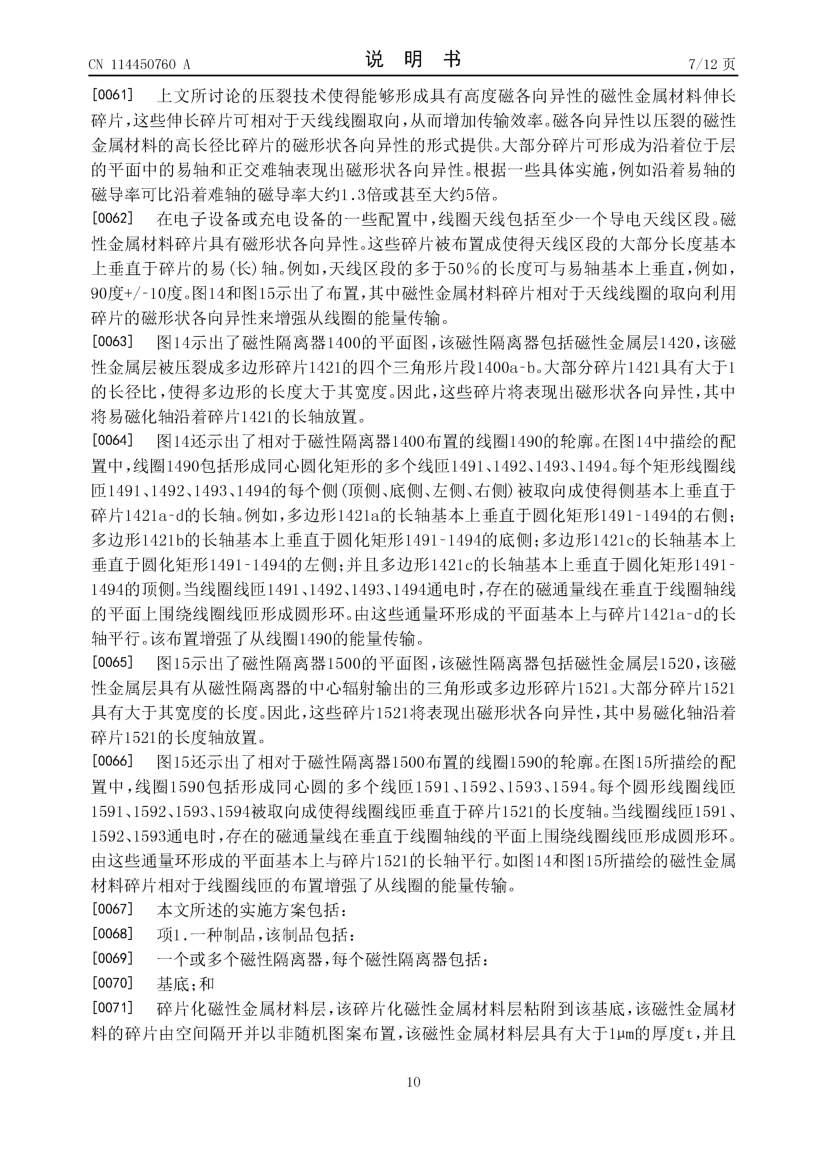 CN 114450760 A
说 明 书
7/12 页
[0061] 上文所讨论的压裂技术使得能够形成具有高度磁各向异性的磁性金属材料伸长
碎片,这些伸长碎片可相对于天线线圈取向,从而增加传输效率。磁各向异性以压裂的磁性
金属材料的高长径比碎片的磁形状各向异性的形式提供。大部分碎片可形成为沿着位于层
的平面中的易轴和正交难轴表现出磁形状各向异性。根据一些具体实施,例如沿着易轴的
磁导率可比沿着难轴的磁导率大约1.3倍或甚至大约5倍。
[0062] 在电子设备或充电设备的一些配置中,线圈天线包括至少一个导电天线区段。磁
性金属材料碎片具有磁形状各向异性。这些碎片被布置成使得天线区段的大部分长度基本
上垂直于碎片的易(长)轴。例如,天线区段的多于50%的长度可与易轴基本上垂直,例如,
90度+/-10度。图14和图15示出了布置,其中磁性金属材料碎片相对于天线线圈的取向利用
碎片的磁形状各向异性来增强从线圈的能量传输。
[0063] 图14示出了磁性隔离器1400的平面图,该磁性隔离器包括磁性金属层1420,该磁
性金属层被压裂成多边形碎片1421的四个三角形片段1400a-b。大部分碎片1421具有大于1
的长径比,使得多边形的长度大于其宽度。因此,这些碎片将表现出磁形状各向异性,其中
将易磁化轴沿着碎片1421的长轴放置。
[0064] 图14还示出了相对于磁性隔离器1400布置的线圈1490的轮廓。在图14中描绘的配
置中,线圈1490包括形成同心圆化矩形的多个线匝1491、1492、1493、1494。每个矩形线圈线
匝1491、1492、1493、1494的每个侧(顶侧、底侧、左侧、右侧)被取向成使得侧基本上垂直于
碎片1421a-d的长轴。例如,多边形1421a的长轴基本上垂直于圆化矩形1491-1494的右侧;
多边形1421b的长轴基本上垂直于圆化矩形1491-1494的底侧;多边形1421c的长轴基本上
垂直于圆化矩形1491-1494的左侧;并且多边形1421c的长轴基本上垂直于圆化矩形1491-
1494的顶侧。当线圈线匝1491、1492、1493、1494通电时,存在的磁通量线在垂直于线圈轴线
的平面上围绕线圈线匝形成圆形环。由这些通量环形成的平面基本上与碎片1421a-d的长
轴平行。该布置增强了从线圈1490的能量传输。
[0065] 图15示出了磁性隔离器1500的平面图,该磁性隔离器包括磁性金属层1520,该磁
性金属层具有从磁性隔离器的中心辐射输出的三角形或多边形碎片1521。大部分碎片1521
具有大于其宽度的长度。因此,这些碎片1521将表现出磁形状各向异性,其中易磁化轴沿着
碎片1521的长度轴放置。
[0066] 图15还示出了相对于磁性隔离器1500布置的线圈1590的轮廓。在图15所描绘的配
置中,线圈1590包括形成同心圆的多个线匝1591、1592、1593、1594。每个圆形线圈线匝
1591、1592、1593、1594被取向成使得线圈线匝垂直于碎片1521的长度轴。当线圈线匝1591、
1592、1593通电时,存在的磁通量线在垂直于线圈轴线的平面上围绕线圈线匝形成圆形环。
由这些通量环形成的平面基本上与碎片1521的长轴平行。如图14和图15所描绘的磁性金属
材料碎片相对于线圈线匝的布置增强了从线圈的能量传输。
[0067] 本文所述的实施方案包括:
[0068] 项1.一种制品,该制品包括:
[0069] 一个或多个磁性隔离器,每个磁性隔离器包括:
[0070] 基底;和
[0071] 碎片化磁性金属材料层,该碎片化磁性金属材料层粘附到该基底,该磁性金属材
料的碎片由空间隔开并以非随机图案布置,该磁性金属材料层具有大于1μm的厚度t,并且
10